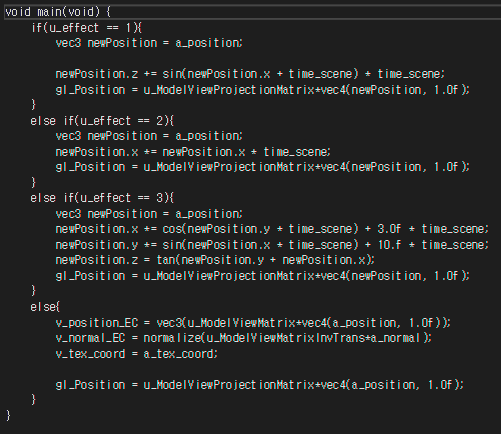 void main(void) {
if(u_effect == 1){
vec3 newPosition = a_position;
newPosition.z += sin(newPosition.x + time_scene) * time_scene;
gl_Position = u_ModelViewProjectionMatrix*vec4(newPosition, 1.0f);
}
else if(u_effect == 2){
vec3 newPosition = a_position;
newPosition.x += newPosition.x * time_scene;
gl_Position = u_ModelViewProjectionMatrix*vec4(newPosition, 1.0f);
}
else if(u_effect == 3){
vec3 newPosition = a_position;
newPosition.x += cos(newPosition.y + time_scene) + 3.0f * time_scene;
newPosition.y += sin(newPosition.x + time_scene) + 10.f * time_scene;
newPosition.z = tan(newPosition.y + newPosition.x);
gl_Position = u_ModelViewProjectionMatrix*vec4(newPosition, 1.0f);
}
else{
v_position_EC = vec3(u_ModelViewMatrix*vec4(a_position, 1.0f));
v_normal_EC = normalize(u_ModelViewMatrixInvTrans*a_normal);
v_tex_coord = a_tex_coord;
gl_Position = u_ModelViewProjectionMatrix*vec4(a_position, 1.0f);
}
}